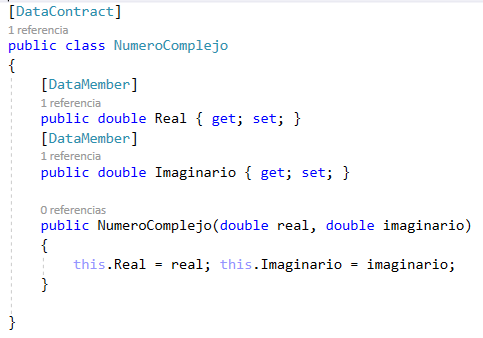 [DataContract]
1 referencia
public class NumeroComplejo
{
[DataMember]
1 referencia
public double Real { get; set; }
[DataMember]
1 referencia
public double Imaginario { get; set; }
0 referencias
public NumeroComplejo(double real, double imaginario)
{
this.Real = real; this.Imaginario = imaginario;
}
}